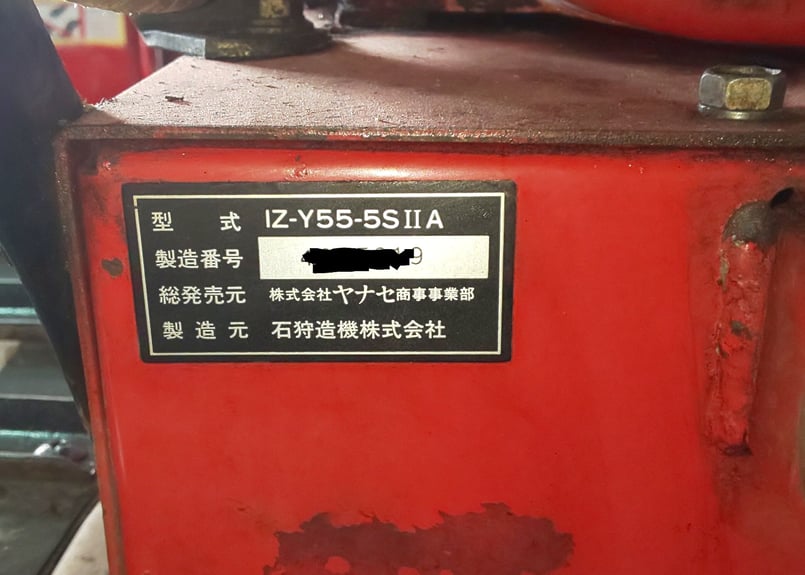 型 式 IZ-Y55-5SⅡA
製造番号
総発売元 株式会社ヤナセ商事事業部
製造元 石狩造機株式会社